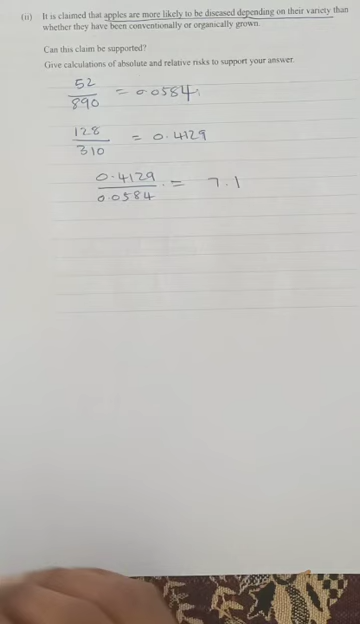 (ii) It is claimed that apples are more likely to be diseased depending on their variety than
whether they have been conventionally or organically grown.
Can this claim be supported?
Give calculations of absolute and relative risks to support your answer.
52/890 = 0.0584
128/310 = 0.4129
0.4129/0.0584 = 7.1